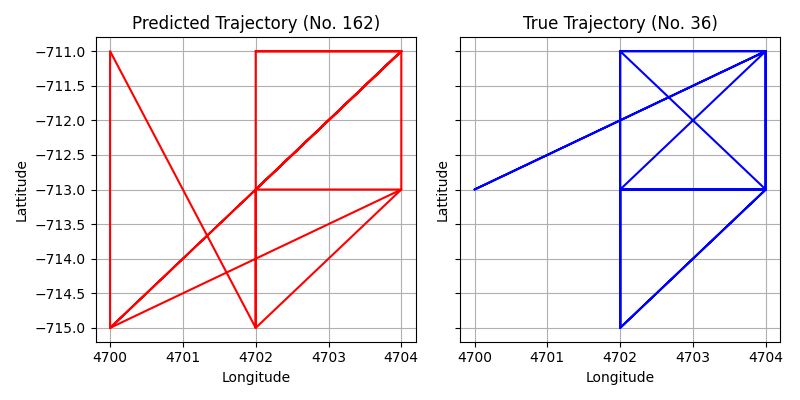 Predicted Trajectory (No. 162)
True Trajectory (No. 36)
Lattitude
−711.0
−711.5
−712.0
−712.5
−713.0
−713.5
−714.0
−714.5
−715.0
4700 4701 4702 4703 4704
Longitude
Lattitude
4700 4701 4702 4703 4704
Longitude